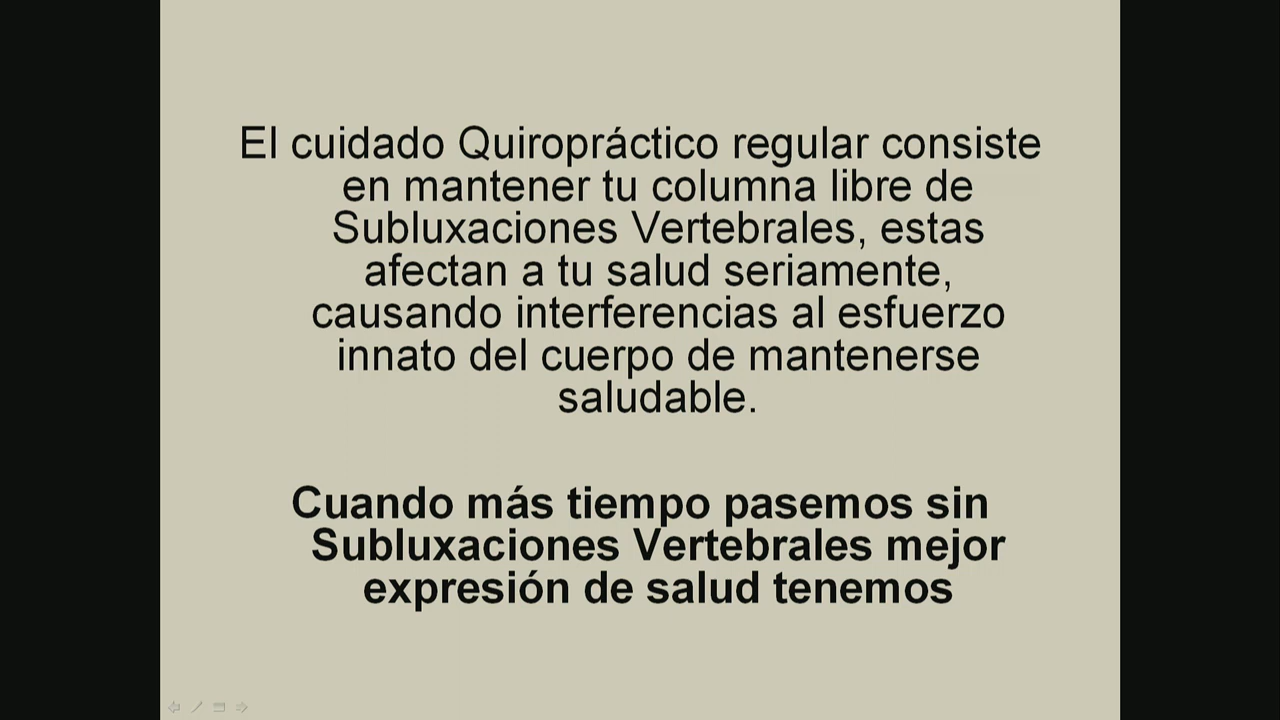 El cuidado Quiropráctico regular consiste
en mantener tu columna libre de
Subluxaciones Vertebrales, estas
afectan a tu salud seriamente,
causando interferencias al esfuerzo
innato del cuerpo de mantenerse
saludable.
Cuando más tiempo pasemos sin
Subluxaciones Vertebrales mejor
expresión de salud tenemos